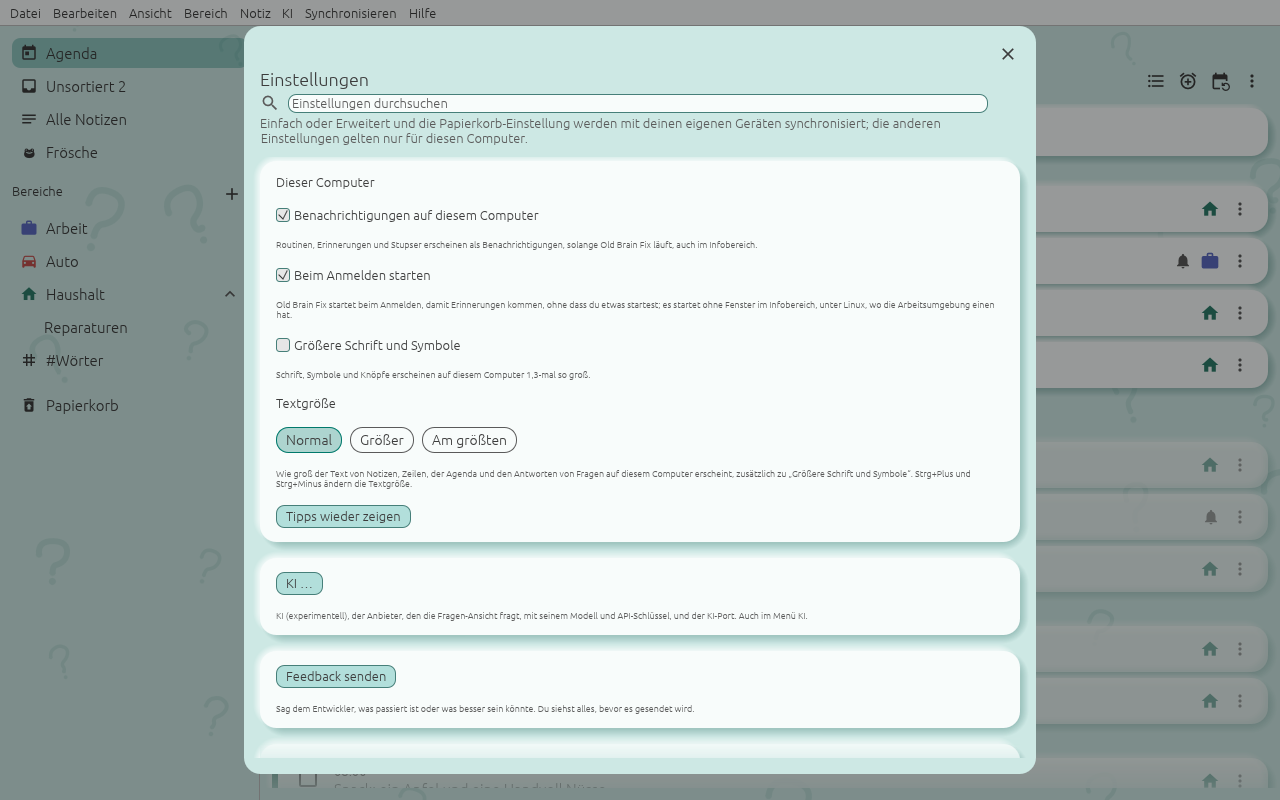 Datei Bearbeiten Ansicht Bereich Notiz KI Synchronisieren Hilfe
Agenda
Unsortiert 2
Alle Notizen
Frösche
Bereiche
Arbeit
Auto
Haushalt
Reparaturen
#Wörter
Papierkorb
Einstellungen
Einstellungen durchsuchen
Einfach oder Erweitert und die Papierkorb-Einstellung werden mit deinen eigenen Geräten synchronisiert; die anderen
Einstellungen gelten nur für diesen Computer.
Dieser Computer
Benachrichtigungen auf diesem Computer
Routinen, Erinnerungen und Stupser erscheinen als Benachrichtigungen, solange Old Brain Fix läuft, auch im Infobereich.
Beim Anmelden starten
Old Brain Fix startet beim Anmelden, damit Erinnerungen kommen, ohne dass du etwas startest; es startet ohne Fenster im Infobereich, unter Linux, wo die Arbeitsumgebung einen
hat.
Größere Schrift und Symbole
Schrift, Symbole und Knöpfe erscheinen auf diesem Computer 1,3-mal so groß.
Textgröße
Normal Größer Am größten
Wie groß der Text von Notizen, Zeilen, der Agenda und den Antworten von Fragen auf diesem Computer erscheint, zusätzlich zu „Größere Schrift und Symbole“. Strg+Plus und
Strg+Minus ändern die Textgröße.
Tipps wieder zeigen
KI …
KI (experimentell), der Anbieter, den die Fragen-Ansicht fragt, mit seinem Modell und API-Schlüssel, und der KI-Port. Auch im Menü KI.
Feedback senden
Sag dem Entwickler, was passiert ist oder was besser sein könnte. Du siehst alles, bevor es gesendet wird.